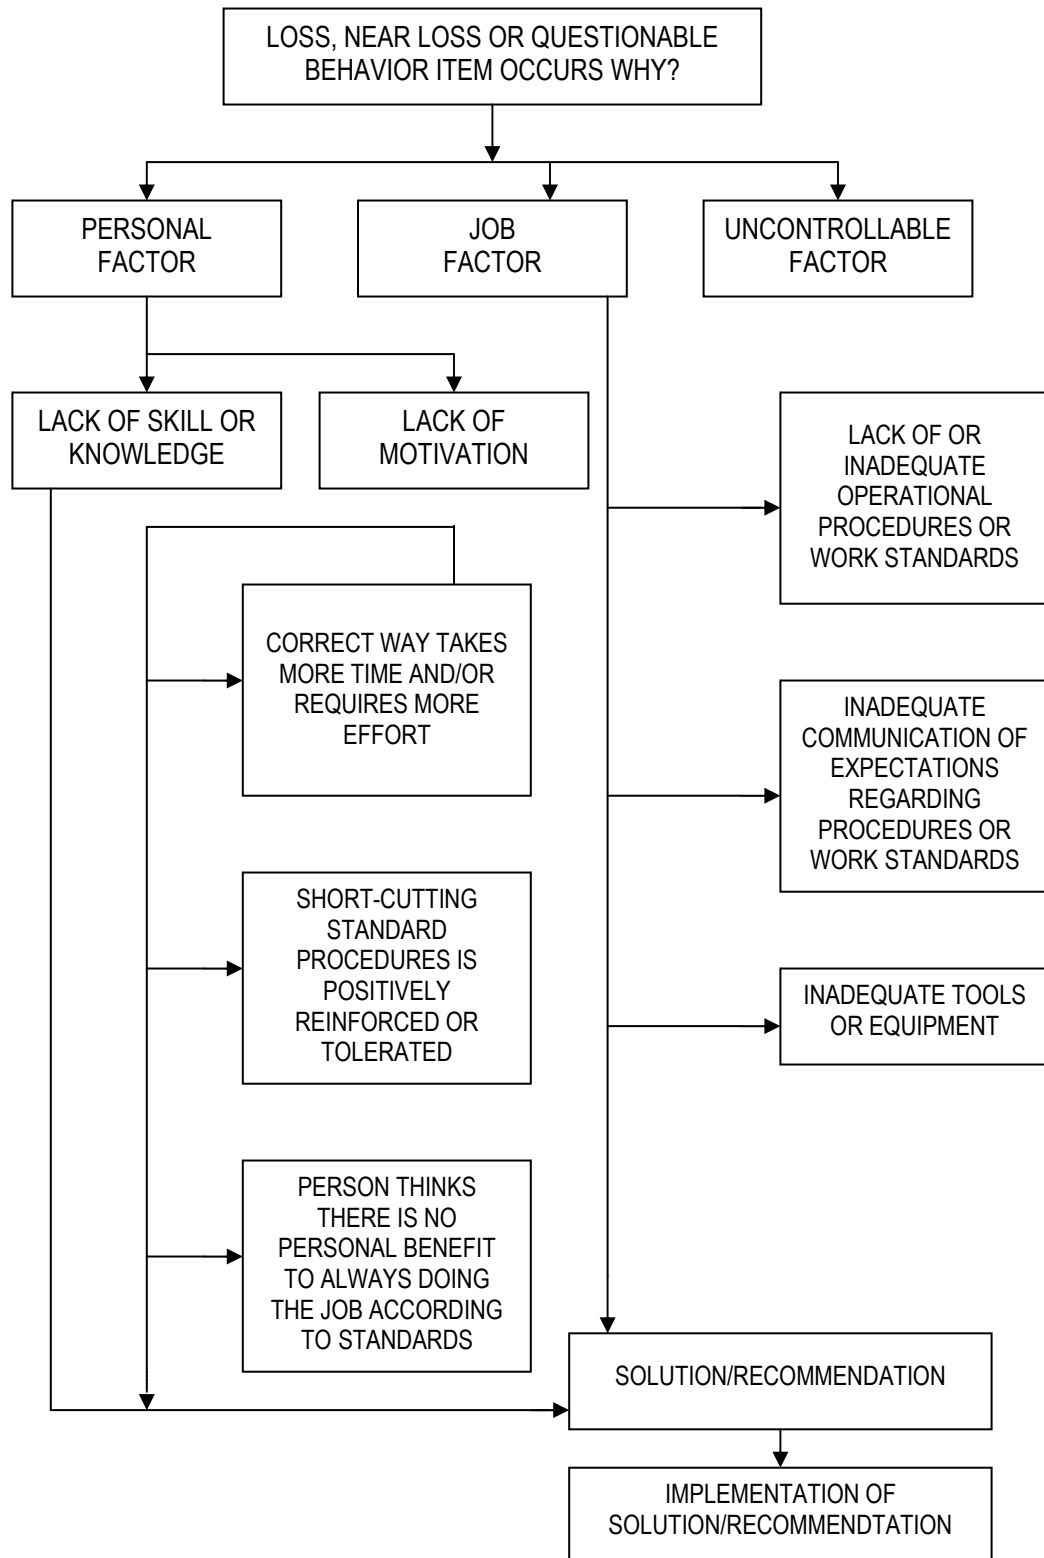 LOSS, NEAR LOSS OR QUESTIONABLE
BEHAVIOR ITEM OCCURS WHY?
PERSONAL
FACTOR
JOB
FACTOR
UNCONTROLLABLE
FACTOR
LACK OF SKILL OR
KNOWLEDGE
LACK OF
MOTIVATION
LACK OF OR
INADEQUATE
OPERATIONAL
PROCEDURES OR
WORK STANDARDS
CORRECT WAY TAKES
MORE TIME AND/OR
REQUIRES MORE
EFFORT
INADEQUATE
COMMUNICATION OF
EXPECTATIONS
REGARDING
PROCEDURES OR
WORK STANDARDS
SHORT-CUTTING
STANDARD
PROCEDURES IS
POSITIVELY
REINFORCED OR
TOLERATED
INADEQUATE TOOLS
OR EQUIPMENT
PERSON THINKS
THERE IS NO
PERSONAL BENEFIT
TO ALWAYS DOING
THE JOB ACCORDING
TO STANDARDS
SOLUTION/RECOMMENDATION
IMPLEMENTATION OF
SOLUTION/RECOMMENDTATION